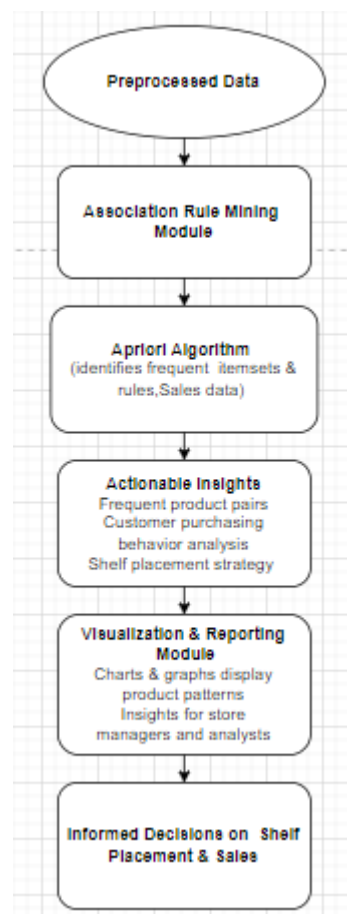 Preprocessed Data
Association Rule Mining
Module
Apriori Algorithm
(identifies frequent itemsets &
rules,Sales data)
Actionable Insights
Frequent product pairs
Customer purchasing
behavior analysis
Shelf placement strategy
Visualization & Reporting
Module
Charts & graphs display
product patterns
Insights for store
managers and analysts
Informed Decisions on Shelf
Placement & Sales